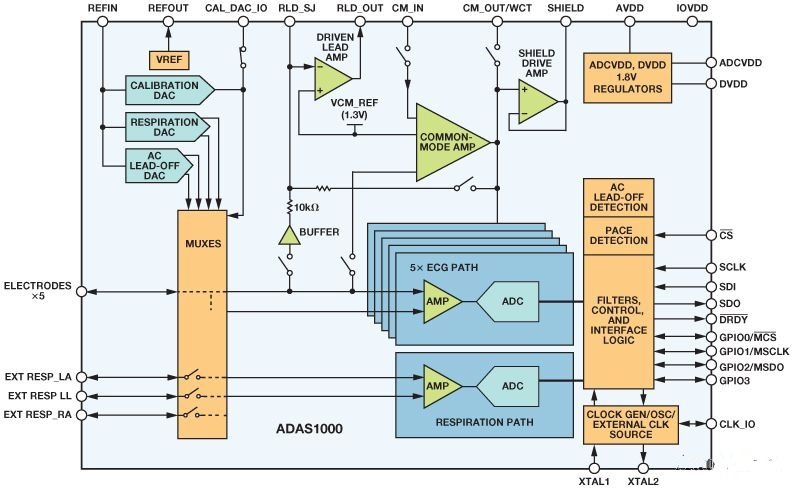 REFIN
REFOUT
CAL_DAC_IO
RLD_SJ
RLD_OUT
CM_IN
CM_OUT/WCT
SHIELD
AVDD
IOVDD
VREF
DRIVEN
LEAD
AMP
SHIELD
DRIVE
AMP
ADCVDD, DVDD
1.8V
REGULATORS
ADCVDD
DVDD
CALIBRATION
DAC
RESPIRATION
DAC
AC
LEAD-OFF
DAC
VCM_REF
(1.3V)
COMMON-
MODE AMP
10kΩ
BUFFER
MUXES
AC
LEAD-OFF
DETECTION
PACE
DETECTION
FILTERS,
CONTROL,
AND
INTERFACE
LOGIC
5× ECG PATH
AMP
ADC
AMP
ADC
RESPIRATION PATH
ELECTRODES
×5
EXT RESP_LA
EXT RESP LL
EXT RESP_RA
CS
SCLK
SDI
SDO
DRDY
GPIO0/MCS
GPIO1/MSCLK
GPIO2/MSDO
GPIO3
CLOCK GEN/OSC/
EXTERNAL CLK
SOURCE
CLK_IO
ADAS1000
XTAL1
XTAL2